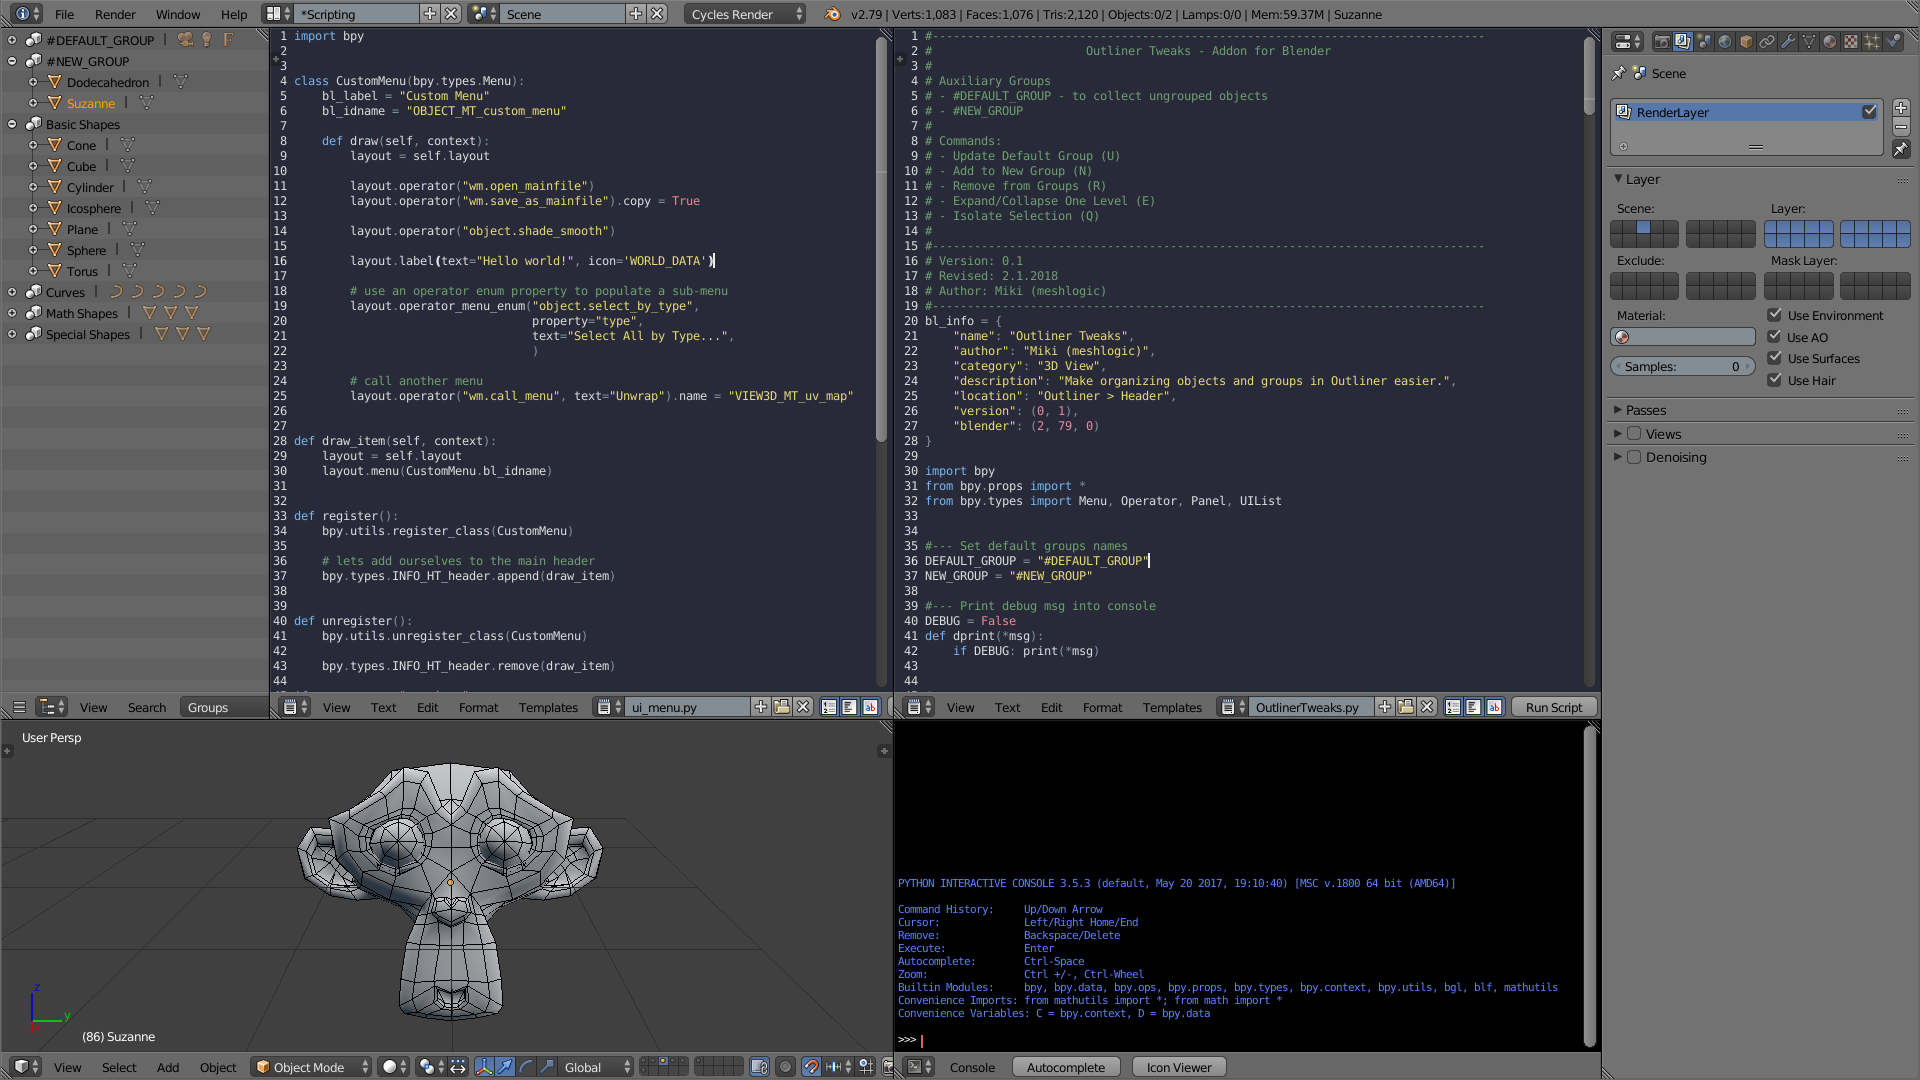 File Render Window Help *Scripting Scene Cycles Render v2.79 | Verts:1,083 | Faces:1,076 | Tris:2,120 | Objects:0/2 | Lamps:0/0 | Mem:59.37M | Suzanne
#DEFAULT_GROUP
#NEW_GROUP
Dodecahedron
Suzanne
Basic Shapes
Cone
Cube
Cylinder
Icosphere
Plane
Sphere
Torus
Curves
Math Shapes
Special Shapes
View Search Groups
1 import bpy
2
3
4 class CustomMenu(bpy.types.Menu):
5     bl_label = "Custom Menu"
6     bl_idname = "OBJECT_MT_custom_menu"
7
8     def draw(self, context):
9         layout = self.layout
10
11         layout.operator("wm.open_mainfile")
12         layout.operator("wm.save_as_mainfile").copy = True
13
14         layout.operator("object.shade_smooth")
15
16         layout.label(text="Hello world!", icon='WORLD_DATA')
17
18         # use an operator enum property to populate a sub-menu
19         layout.operator_menu_enum("object.select_by_type",
20                                   property="type",
21                                   text="Select All by Type...",
22                                   )
23
24         # call another menu
25         layout.operator("wm.call_menu", text="Unwrap").name = "VIEW3D_MT_uv_map"
26
27
28 def draw_item(self, context):
29     layout = self.layout
30     layout.menu(CustomMenu.bl_idname)
31
32
33 def register():
34     bpy.utils.register_class(CustomMenu)
35
36     # lets add ourselves to the main header
37     bpy.types.INFO_HT_header.append(draw_item)
38
39
40 def unregister():
41     bpy.utils.unregister_class(CustomMenu)
42
43     bpy.types.INFO_HT_header.remove(draw_item)
44
View Text Edit Format Templates ui_menu.py
1 #-------------------------------------------------------------------------------
2 #                      Outliner Tweaks - Addon for Blender
3 #
4 # Auxiliary Groups
5 # - #DEFAULT_GROUP - to collect ungrouped objects
6 # - #NEW_GROUP
7 #
8 # Commands:
9 # - Update Default Group (U)
10 # - Add to New Group (N)
11 # - Remove from Groups (R)
12 # - Expand/Collapse One Level (E)
13 # - Isolate Selection (Q)
14 #
15 #-------------------------------------------------------------------------------
16 # Version: 0.1
17 # Revised: 2.1.2018
18 # Author: Miki (meshlogic)
19 #-------------------------------------------------------------------------------
20 bl_info = {
21     "name": "Outliner Tweaks",
22     "author": "Miki (meshlogic)",
23     "category": "3D View",
24     "description": "Make organizing objects and groups in Outliner easier.",
25     "location": "Outliner > Header",
26     "version": (0, 1),
27     "blender": (2, 79, 0)
28 }
29
30 import bpy
31 from bpy.props import *
32 from bpy.types import Menu, Operator, Panel, UIList
33
34
35 #--- Set default groups names
36 DEFAULT_GROUP = "#DEFAULT_GROUP"
37 NEW_GROUP = "#NEW_GROUP"
38
39 #--- Print debug msg into console
40 DEBUG = False
41 def dprint(*msg):
42     if DEBUG: print(*msg)
43
44
View Text Edit Format Templates OutlinerTweaks.py Run Script
Scene
RenderLayer
Layer
Scene: Layer:
Exclude: Mask Layer:
Material:
Samples: 0
Use Environment
Use AO
Use Surfaces
Use Hair
Passes
Views
Denoising
User Persp
z
y
(86) Suzanne
View Select Add Object Object Mode Global
PYTHON INTERACTIVE CONSOLE 3.5.3 (default, May 20 2017, 19:10:40) [MSC v.1800 64 bit (AMD64)]
Command History:     Up/Down Arrow
Cursor:              Left/Right Home/End
Remove:              Backspace/Delete
Execute:             Enter
Autocomplete:        Ctrl-Space
Zoom:                Ctrl +/-, Ctrl-Wheel
Builtin Modules:     bpy, bpy.data, bpy.ops, bpy.props, bpy.types, bpy.context, bpy.utils, bgl, blf, mathutils
Convenience Imports: from mathutils import *; from math import *
Convenience Variables: C = bpy.context, D = bpy.data
>>>
Console Autocomplete Icon Viewer